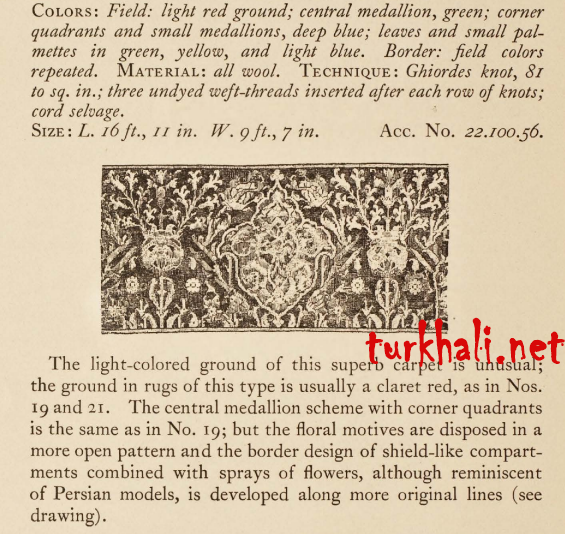 COLORS: Field: light red ground; central medallion, green; corner
quadrants and small medallions, deep blue; leaves and small pal-
mettes in green, yellow, and light blue. Border: field colors
repeated. MATERIAL: all wool. TECHNIQUE: Ghiordes knot, 81
to sq. in.; three undyed weft-threads inserted after each row of knots;
cord selvage.
SIZE: L. 16 ft., 11 in. W. 9 ft., 7 in. ACC. NO. 22.100.56.
turkhali.net
The light-colored ground of this superb carpet is unusual;
the ground in rugs of this type is usually a claret red, as in Nos.
19 and 21. The central medallion scheme with corner quadrants
is the same as in No. 19; but the floral motives are disposed in a
more open pattern and the border design of shield-like compart-
ments combined with sprays of flowers, although reminiscent
of Persian models, is developed along more original lines (see
drawing).